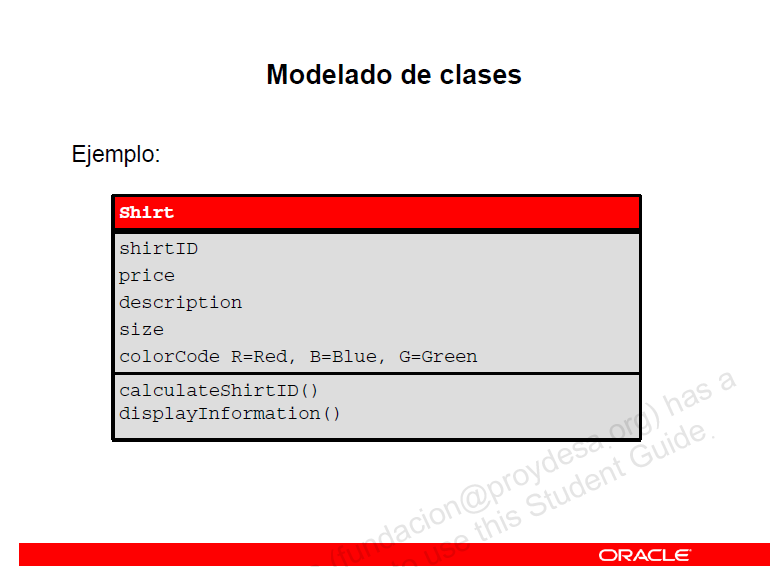 Modelado de clases
Ejemplo:
Shirt
shirtID
price
description
size
colorCode R=Red, B=Blue, G=Green
calculateShirtID()
displayInformation()
(fundacion@proydesa.org) has a
use this Student Guide.
ORACLE